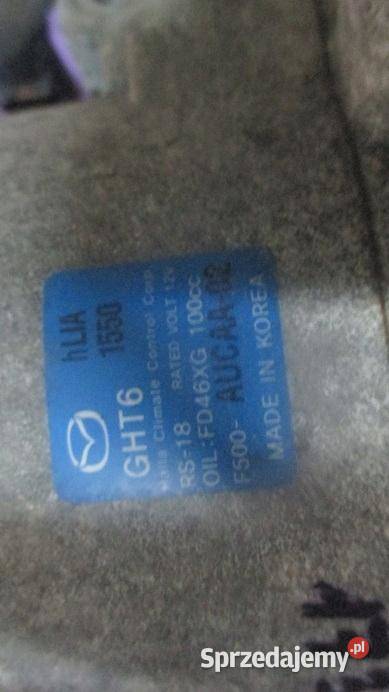 hLIA
1550
GHT6
Halla Climate Control Corp.
RS-18 RATED VOLT 12V
OIL:FD46XG 100cc
F500-AUCAA-02
MADE IN KOREA
Sprzedajemy.pl